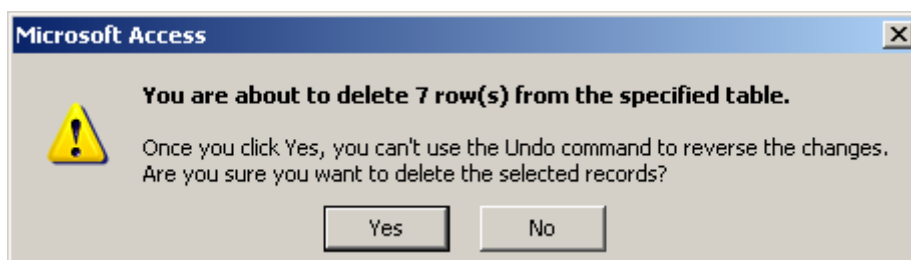 Microsoft Access
You are about to delete 7 row(s) from the specified table.
Once you click Yes, you can't use the Undo command to reverse the changes.
Are you sure you want to delete the selected records?
Yes No